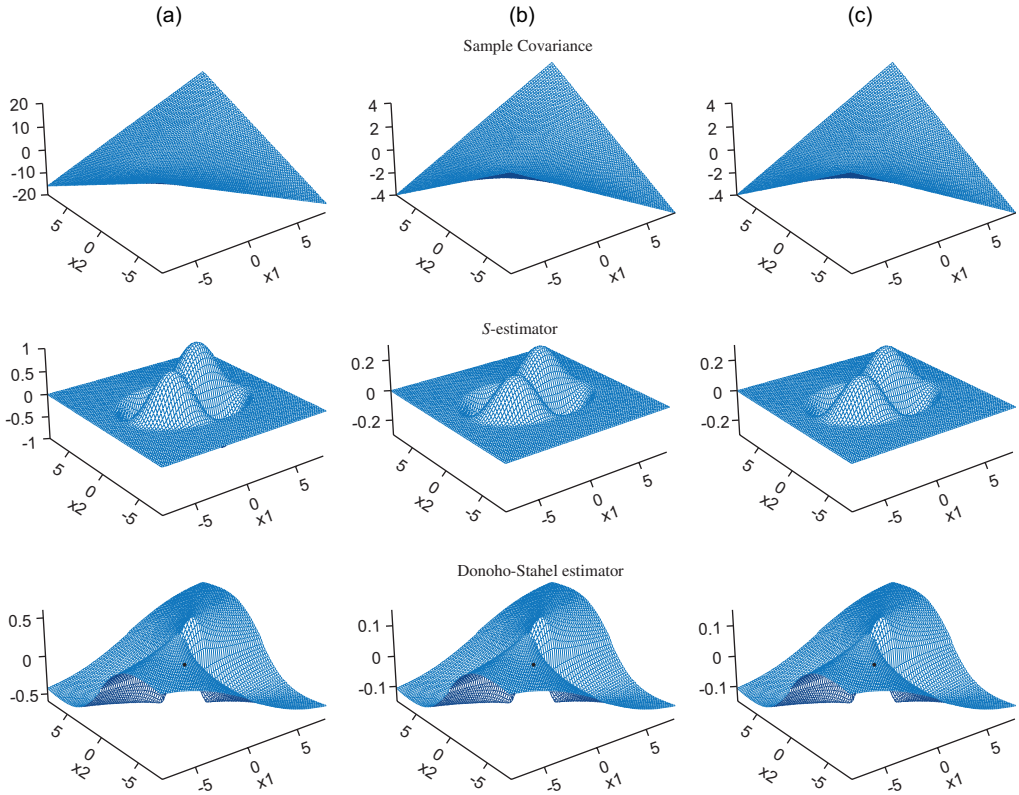 (a) (b) (c)
Sample Covariance
20 10 0 -10 -20
5 0 -5 x2
-5 0 5 x1
4 2 0 -2 -4
5 0 -5 x2
-5 0 5 x1
4 2 0 -2 -4
5 0 -5 x2
-5 0 5 x1
S-estimator
1 0.5 0 -0.5 -1
5 0 -5 x2
-5 0 5 x1
0.2 0 -0.2
5 0 -5 x2
-5 0 5 x1
0.2 0 -0.2
5 0 -5 x2
-5 0 5 x1
Donoho-Stahel estimator
0.5 0 -0.5
5 0 -5 x2
-5 0 5 x1
0.1 0 -0.1
5 0 -5 x2
-5 0 5 x1
0.1 0 -0.1
5 0 -5 x2
-5 0 5 x1